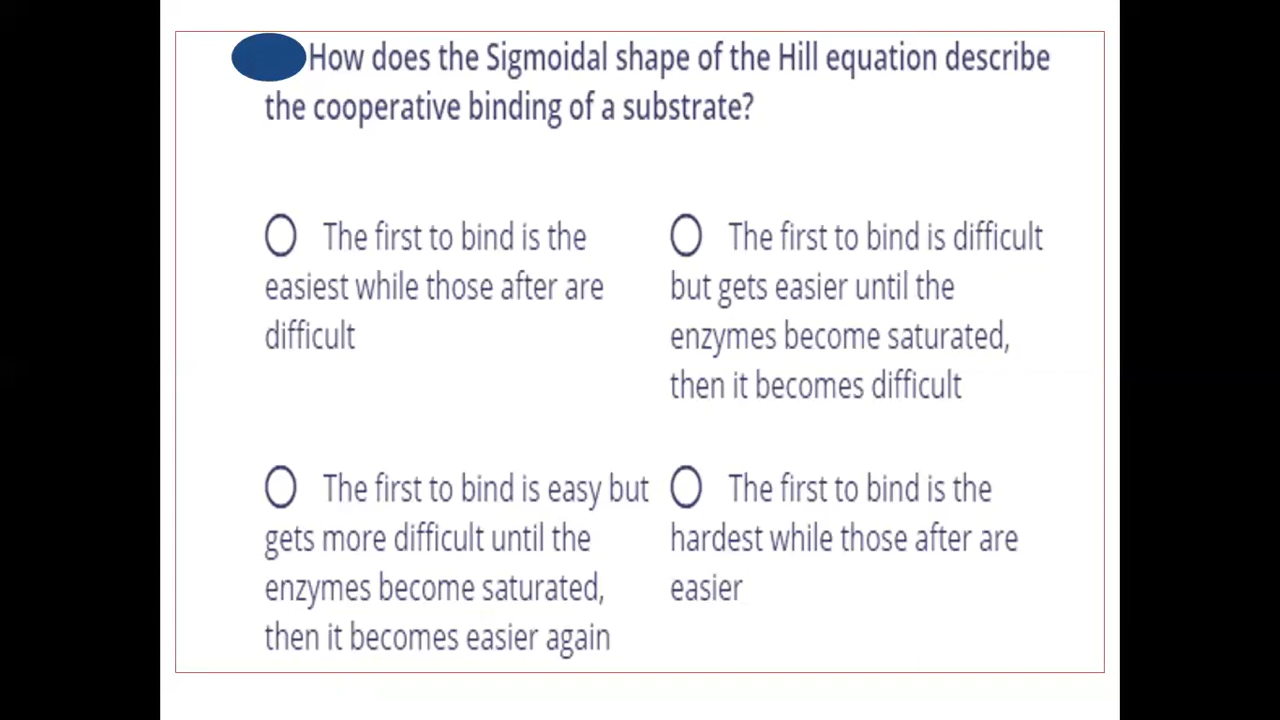 How does the Sigmoidal shape of the Hill equation describe
the cooperative binding of a substrate?
The first to bind is the
easiest while those after are
difficult
The first to bind is difficult
but gets easier until the
enzymes become saturated,
then it becomes difficult
The first to bind is easy but
gets more difficult until the
enzymes become saturated,
then it becomes easier again
The first to bind is the
hardest while those after are
easier